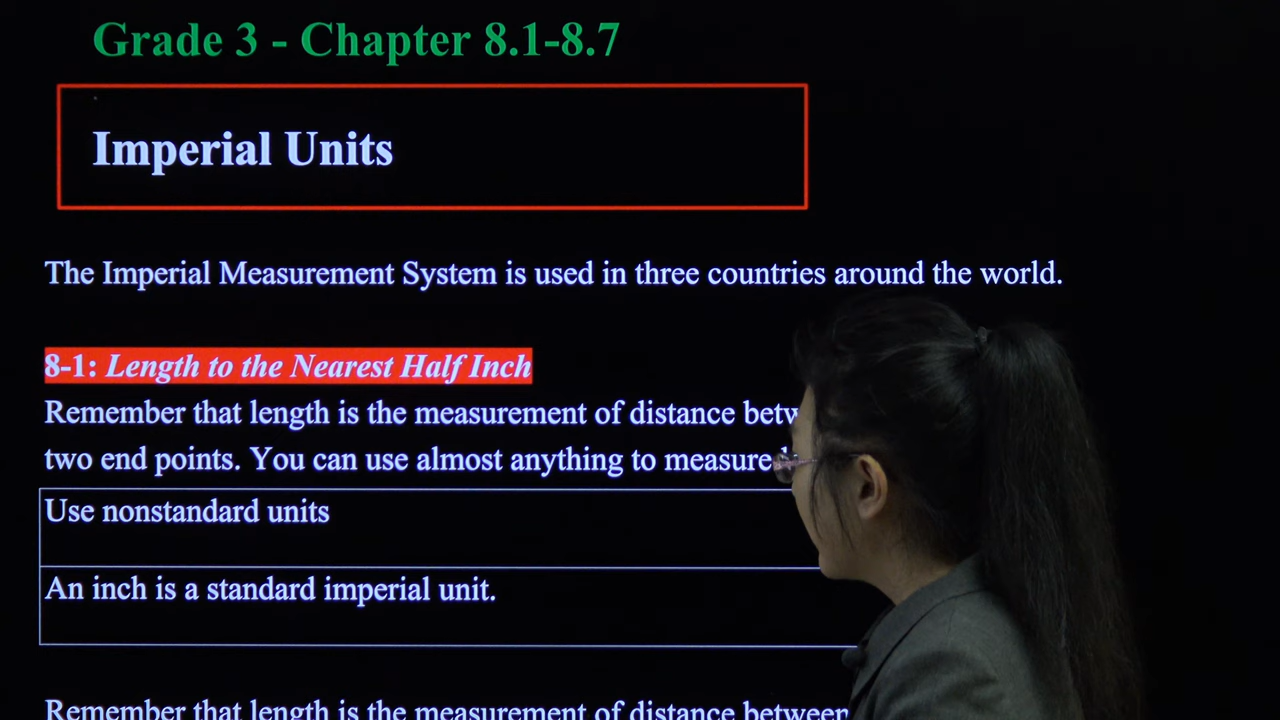 Grade 3 - Chapter 8.1-8.7
Imperial Units
The Imperial Measurement System is used in three countries around the world.
8-1: Length to the Nearest Half Inch
Remember that length is the measurement of distance betw
two end points. You can use almost anything to measure
Use nonstandard units
An inch is a standard imperial unit.
Remember that length is the measurement of distance between